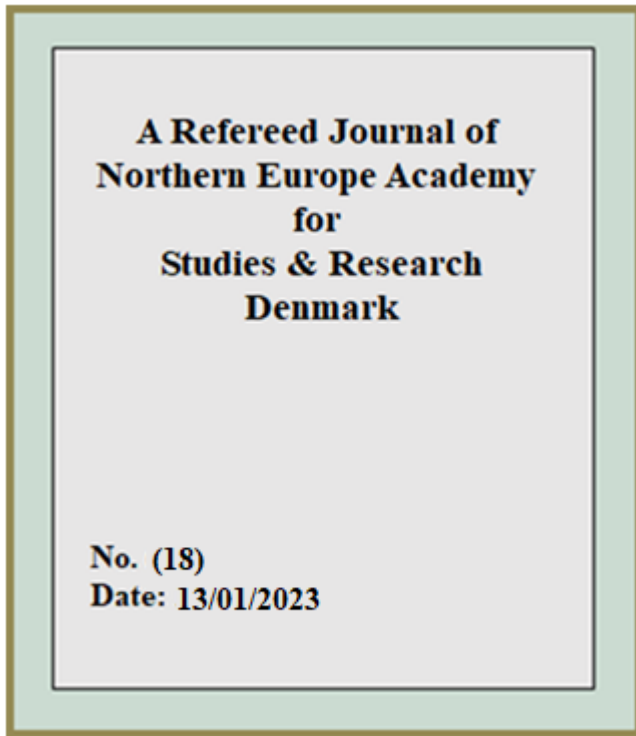 A Refereed Journal of
Northern Europe Academy
for
Studies & Research
Denmark
No. (18)
Date: 13/01/2023